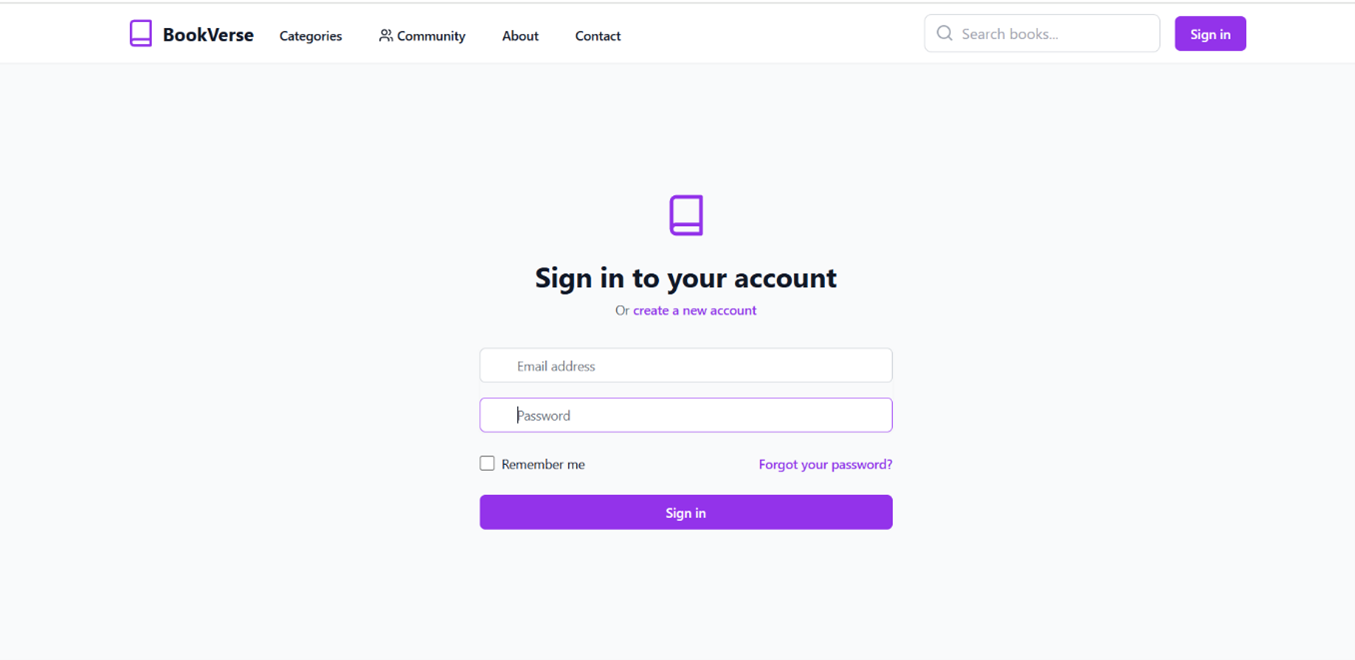 BookVerse Categories Community About Contact Search books... Sign in
Sign in to your account
Or create a new account
Email address
Password
Remember me Forgot your password?
Sign in